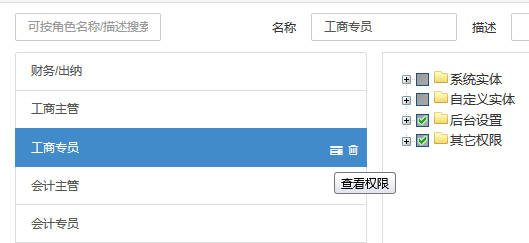 可按角色名称/描述搜索
名称
工商专员
描述
财务/出纳
工商主管
工商专员
查看权限
会计主管
会计专员
系统实体
自定义实体
后台设置
其它权限